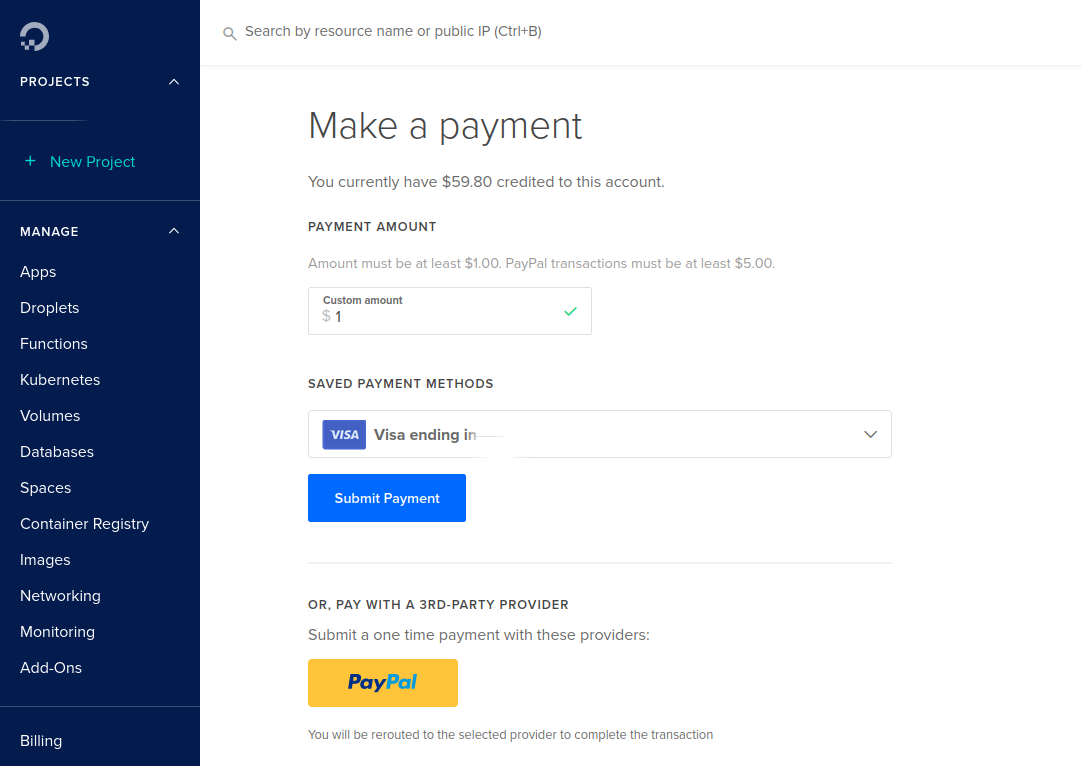 Search by resource name or public IP (Ctrl+B)
PROJECTS
+ New Project
MANAGE
Apps
Droplets
Functions
Kubernetes
Volumes
Databases
Spaces
Container Registry
Images
Networking
Monitoring
Add-Ons
Billing
Make a payment
You currently have $59.80 credited to this account.
PAYMENT AMOUNT
Amount must be at least $1.00. PayPal transactions must be at least $5.00.
Custom amount
$ 1
SAVED PAYMENT METHODS
VISA Visa ending in
Submit Payment
OR, PAY WITH A 3RD-PARTY PROVIDER
Submit a one time payment with these providers:
PayPal
You will be rerouted to the selected provider to complete the transaction